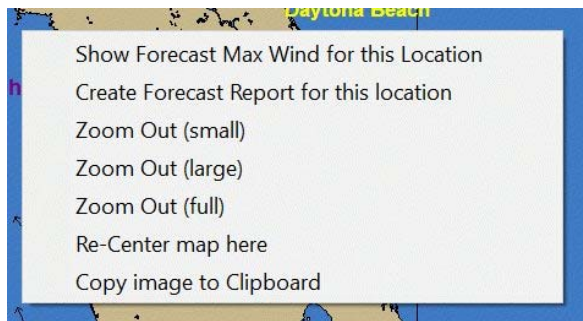 Daytona Beach
Show Forecast Max Wind for this Location
Create Forecast Report for this location
Zoom Out (small)
Zoom Out (large)
Zoom Out (full)
Re-Center map here
Copy image to Clipboard